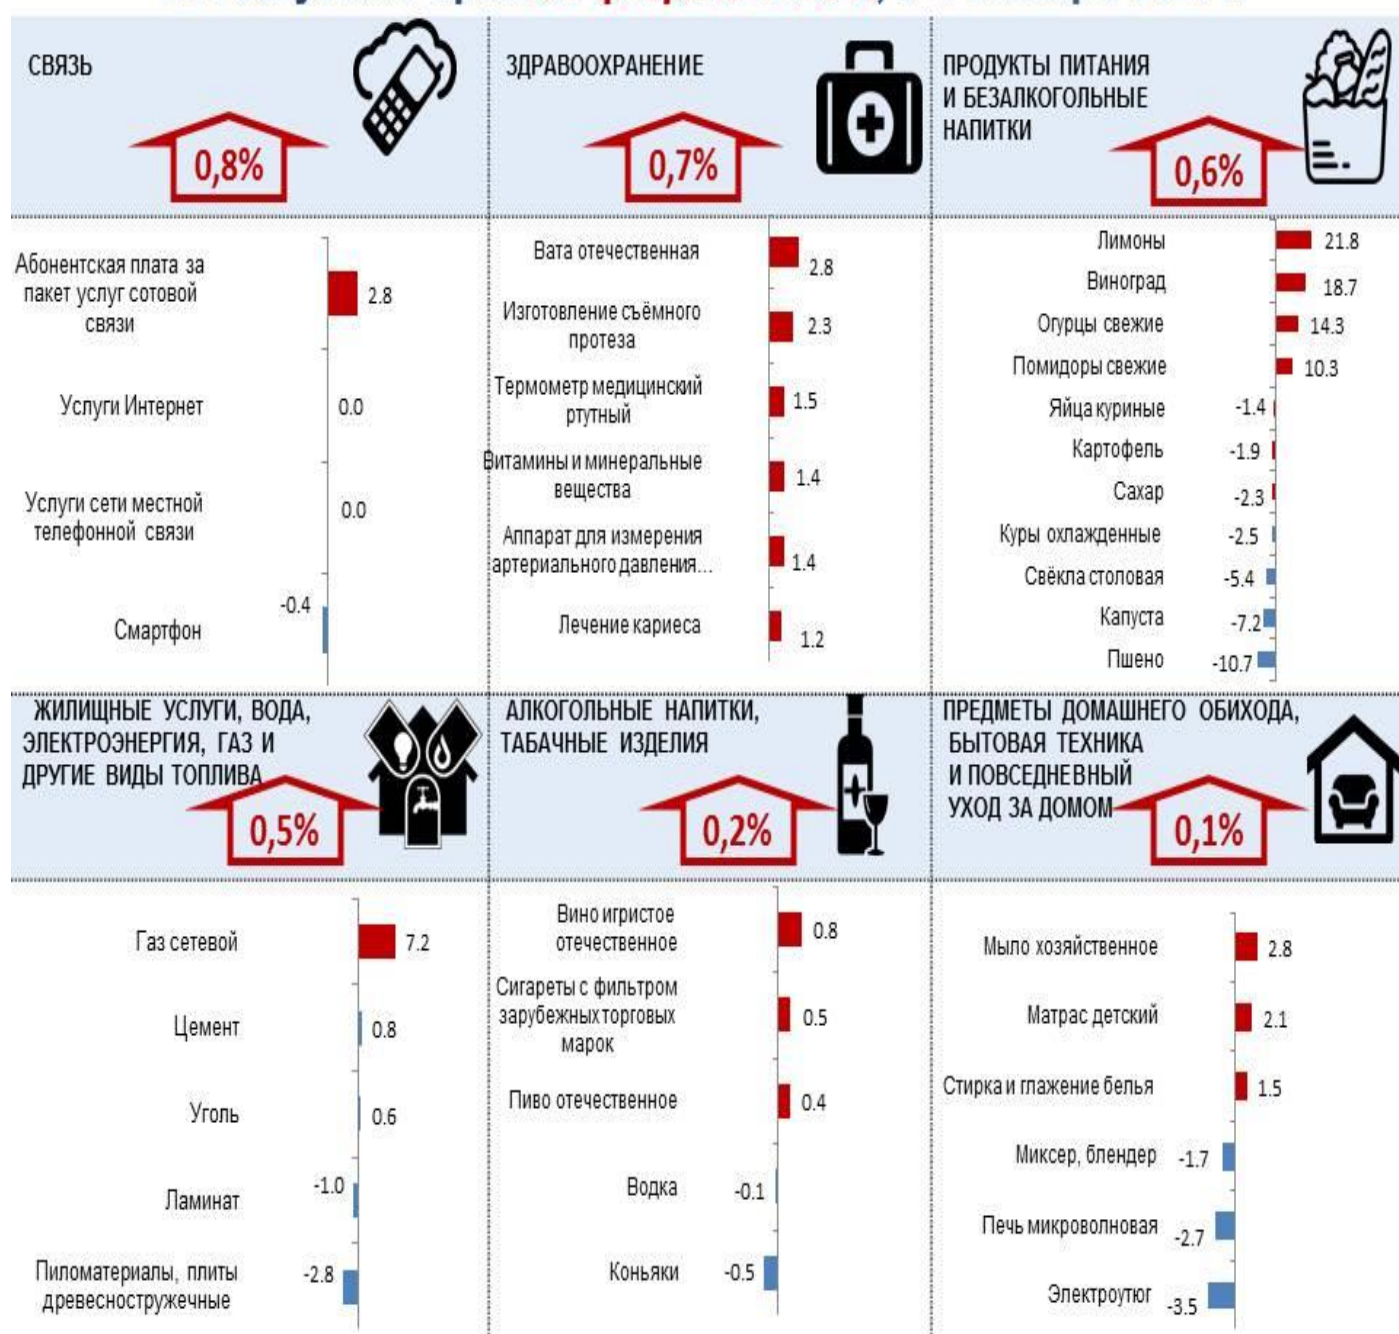 СВЯЗЬ
0,8%
Абонентская плата за
пакет услуг сотовой
связи
2.8
Услуги Интернет
0.0
Услуги сети местной
телефонной связи
0.0
Смартфон
-0.4
ЗДРАВООХРАНЕНИЕ
0,7%
Вата отечественная
2.8
Изготовление съёмного
протеза
2.3
Термометр медицинский
ртутный
1.5
Витамины и минеральные
вещества
1.4
Аппарат для измерения
артериального давления...
1.4
Лечение кариеса
1.2
ПРОДУКТЫ ПИТАНИЯ
И БЕЗАЛКОГОЛЬНЫЕ
НАПИТКИ
0,6%
Лимоны 21.8
Виноград 18.7
Огурцы свежие 14.3
Помидоры свежие 10.3
Яйца куриные -1.4
Картофель -1.9
Сахар -2.3
Куры охлажденные -2.5
Свёкла столовая -5.4
Капуста -7.2
Пшено -10.7
ЖИЛИЩНЫЕ УСЛУГИ, ВОДА,
ЭЛЕКТРОЭНЕРГИЯ, ГАЗ И
ДРУГИЕ ВИДЫ ТОПЛИВА
0,5%
Газ сетевой 7.2
Цемент 0.8
Уголь 0.6
Ламинат -1.0
Пиломатериалы, плиты
древесностружечные
-2.8
АЛКОГОЛЬНЫЕ НАПИТКИ,
ТАБАЧНЫЕ ИЗДЕЛИЯ
0,2%
Вино игристое
отечественное
0.8
Сигареты с фильтром
зарубежных торговых
марок
0.5
Пиво отечественное 0.4
Водка -0.1
Коньяки -0.5
ПРЕДМЕТЫ ДОМАШНЕГО ОБИХОДА,
БЫТОВАЯ ТЕХНИКА
И ПОВСЕДНЕВНЫЙ
УХОД ЗА ДОМОМ
0,1%
Мыло хозяйственное 2.8
Матрас детский 2.1
Стирка и глажение белья 1.5
Миксер, блендер -1.7
Печь микроволновая -2.7
Электроутюг -3.5